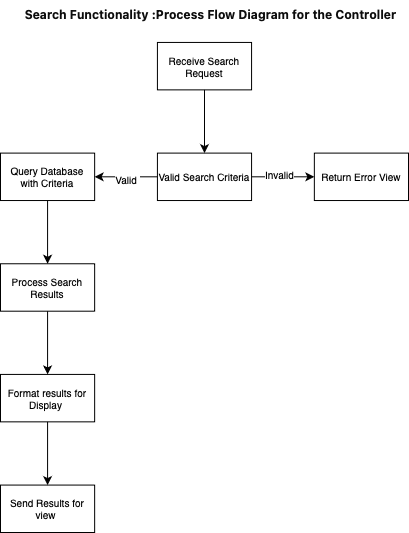 Search Functionality :Process Flow Diagram for the Controller
Receive Search
Request
Query Database
with Criteria
Valid
Valid Search Criteria
Invalid
Return Error View
Process Search
Results
Format results for
Display
Send Results for
view